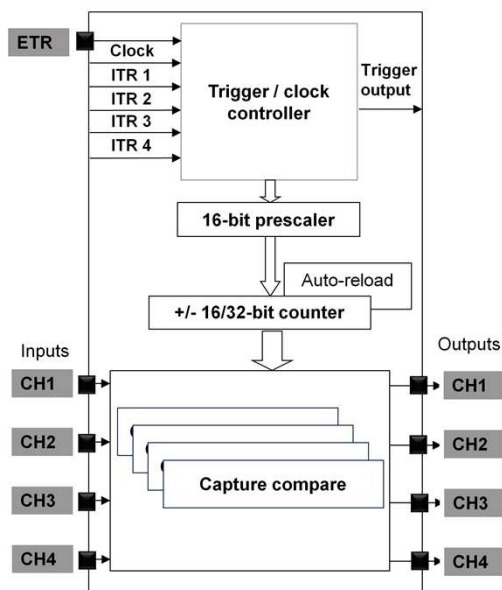 ETR
Clock
ITR 1
ITR 2
ITR 3
ITR 4
Trigger / clock
controller
Trigger
output
16-bit prescaler
Auto-reload
+/- 16/32-bit counter
Inputs
Outputs
CH1
CH1
CH2
CH2
Capture compare
CH3
CH3
CH4
CH4